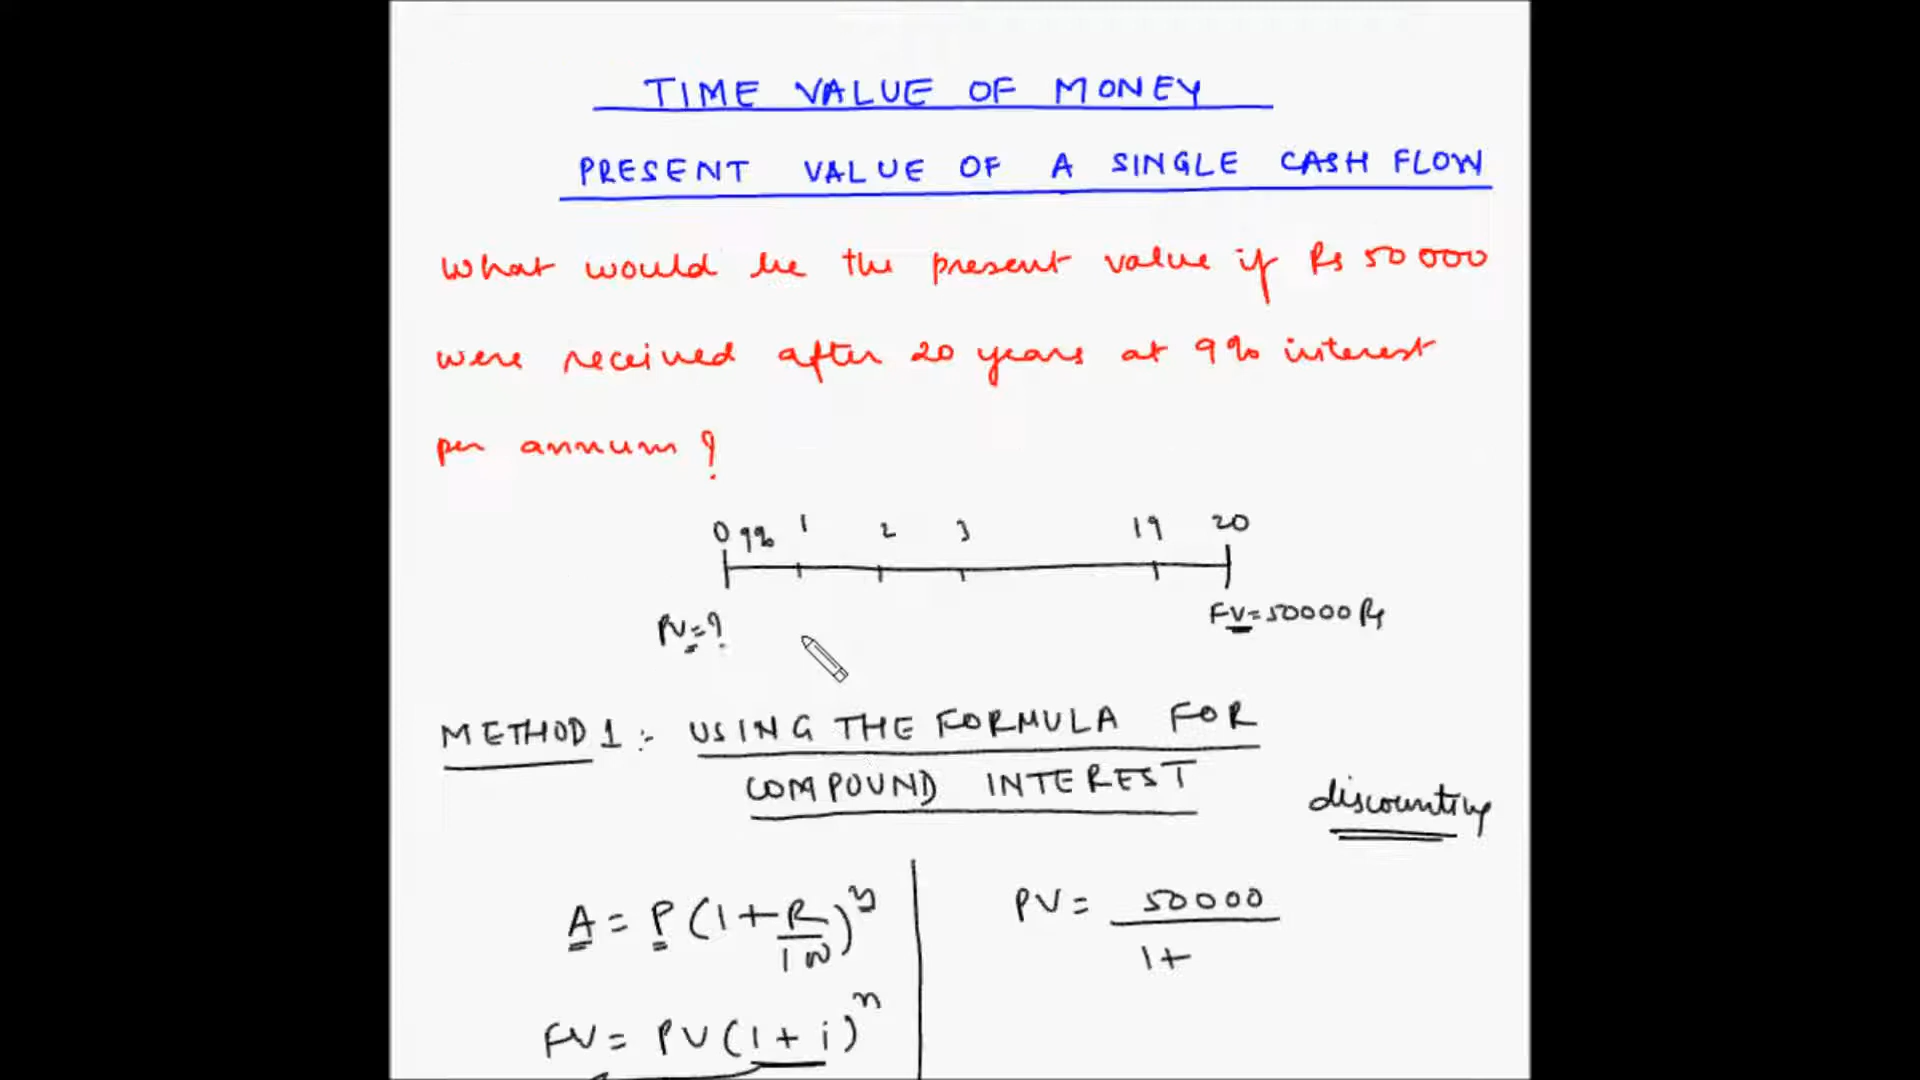 TIME VALUE OF MONEY
PRESENT VALUE OF A SINGLE CASH FLOW
What would be the present value if Rs 50000
were received after 20 years at 9% interest
per annum ?
0 9% 1 2 3 19 20
PV = ?
FV = 50000 Rs
METHOD 1 :- USING THE FORMULA FOR
COMPOUND INTEREST
discounting
A = P (1 + R/100)^y
PV = 50000 / 1+
FV = PV (1 + i)^n